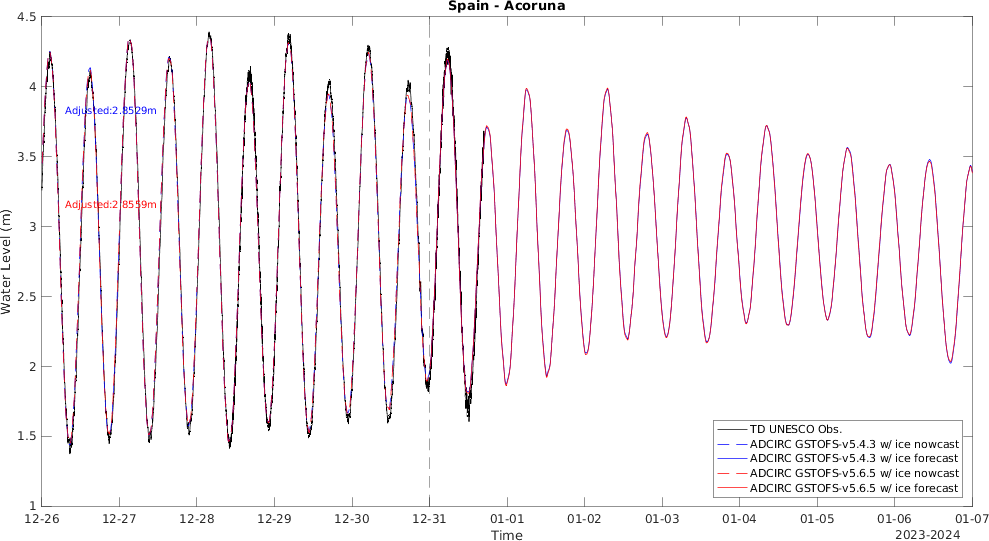 Spain - Acoruna
4.5
4
3.5
3
2.5
2
1.5
1
Water Level (m)
Adjusted:2.8529m
Adjusted:2.8559m
TD UNESCO Obs.
ADCIRC GSTOFS-v5.4.3 w/ ice nowcast
ADCIRC GSTOFS-v5.4.3 w/ ice forecast
ADCIRC GSTOFS-v5.6.5 w/ ice nowcast
ADCIRC GSTOFS-v5.6.5 w/ ice forecast
12-26 12-27 12-28 12-29 12-30 12-31 01-01 01-02 01-03 01-04 01-05 01-06 01-07
Time
2023-2024